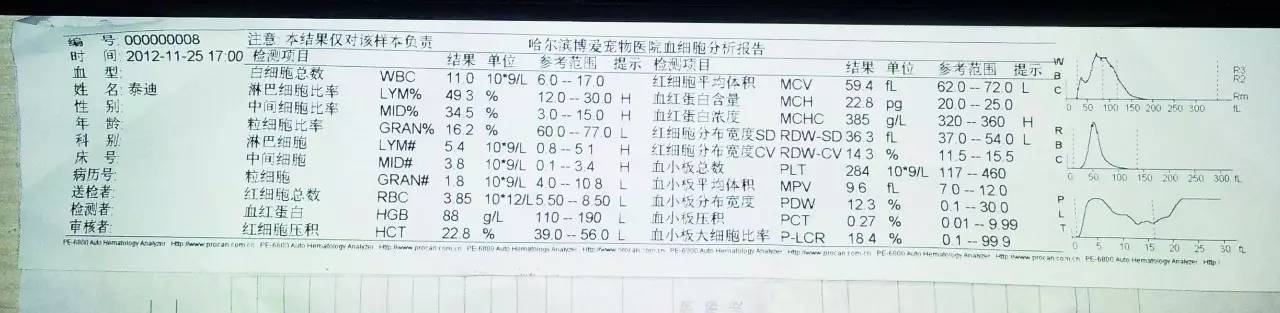 编 号: 000000008 注意: 本结果仅对该样本负责 哈尔滨博爱宠物医院血细胞分析报告
时 间: 2012-11-25 17:00 检测项目 结果 单位 参考范围 提示 检测项目 结果 单位 参考范围 提示
血 型: 白细胞总数 WBC 11.0 10*9/L 6.0 -- 17.0 红细胞平均体积 MCV 59.4 fL 62.0 -- 72.0 L
姓 名: 泰迪 淋巴细胞比率 LYM% 49.3 % 12.0 -- 30.0 H 血红蛋白含量 MCH 22.8 pg 20.0 -- 25.0
性 别: 中间细胞比率 MID% 34.5 % 3.0 -- 15.0 H 血红蛋白浓度 MCHC 385 g/L 320 -- 360 H
年 龄: 粒细胞比率 GRAN% 16.2 % 60.0 -- 77.0 L 红细胞分布宽度SD RDW-SD 36.3 fL 37.0 -- 54.0 L
科 别: 淋巴细胞 LYM# 5.4 10*9/L 0.8 -- 5.1 H 红细胞分布宽度CV RDW-CV 14.3 % 11.5 -- 15.5
床 号: 中间细胞 MID# 3.8 10*9/L 0.1 -- 3.4 H 血小板总数 PLT 284 10*9/L 117 -- 460
病历号: 粒细胞 GRAN# 1.8 10*9/L 4.0 -- 10.8 L 血小板平均体积 MPV 9.6 fL 7.0 -- 12.0
送检者: 红细胞总数 RBC 3.85 10*12/L 5.50 -- 8.50 L 血小板分布宽度 PDW 12.3 % 0.1 -- 30.0
检测者: 血红蛋白 HGB 88 g/L 110 -- 190 L 血小板压积 PCT 0.27 % 0.01 -- 9.99
审核者: 红细胞压积 HCT 22.8 % 39.0 -- 56.0 L 血小板大细胞比率 P-LCR 18.4 % 0.1 -- 99.9
PE-6800 Auto Hematology Analyzer Http://www.procan.com.cn PE-6800 Auto Hematology Analyzer Http://www.procan.com.cn PE-6800 Auto Hematology Analyzer Http://www.procan.com.cn PE-6800 Auto Hematology Analyzer Http://www.procan.com.cn PE-6800 Auto Hematology Analyzer Http:/
WBC
R3
R2
Rm
0 50 100 200 300 400 fL
RBC
0 50 100 150 200 250 300 fL
PLT
0 5 10 15 20 25 30 fL